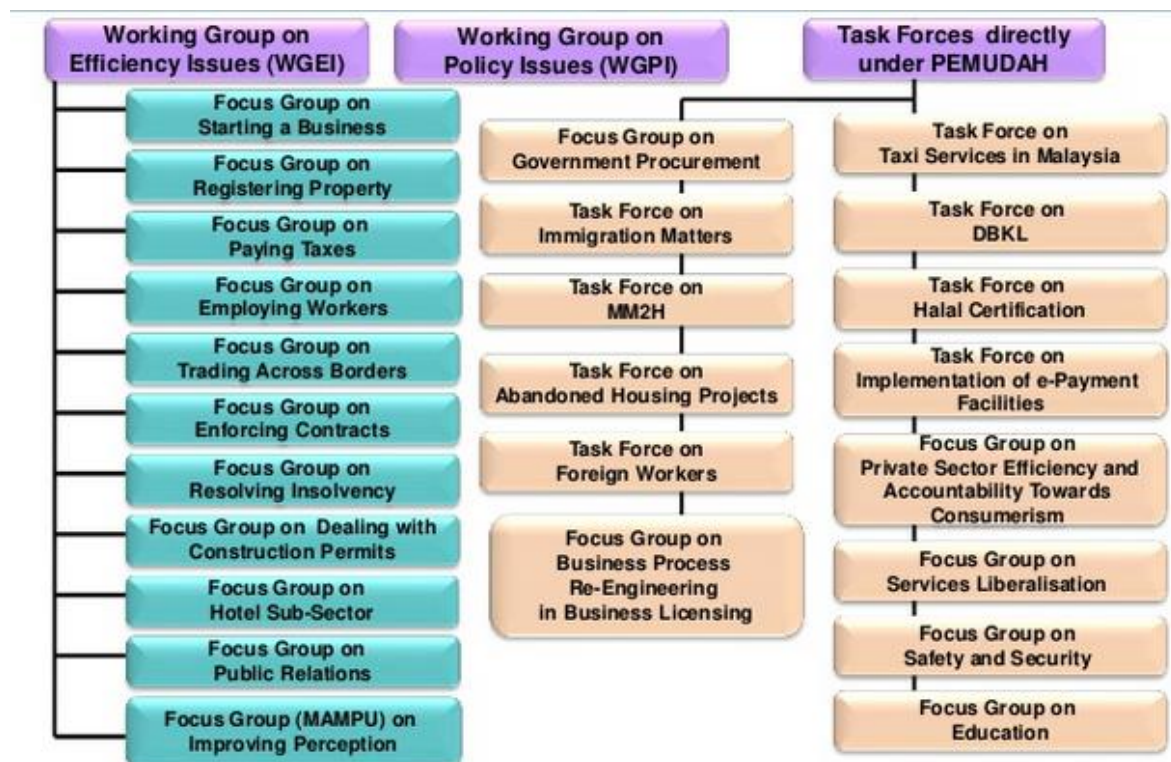 Working Group on
Efficiency Issues (WGEI)
Focus Group on
Starting a Business
Focus Group on
Registering Property
Focus Group on
Paying Taxes
Focus Group on
Employing Workers
Focus Group on
Trading Across Borders
Focus Group on
Enforcing Contracts
Focus Group on
Resolving Insolvency
Focus Group on Dealing with
Construction Permits
Focus Group on
Hotel Sub-Sector
Focus Group on
Public Relations
Focus Group (MAMPU) on
Improving Perception
Working Group on
Policy Issues (WGPI)
Task Forces directly
under PEMUDAH
Focus Group on
Government Procurement
Task Force on
Immigration Matters
Task Force on
MM2H
Task Force on
Abandoned Housing Projects
Task Force on
Foreign Workers
Focus Group on
Business Process
Re-Engineering
in Business Licensing
Task Force on
Taxi Services in Malaysia
Task Force on
DBKL
Task Force on
Halal Certification
Task Force on
Implementation of e-Payment
Facilities
Focus Group on
Private Sector Efficiency and
Accountability Towards
Consumerism
Focus Group on
Services Liberalisation
Focus Group on
Safety and Security
Focus Group on
Education